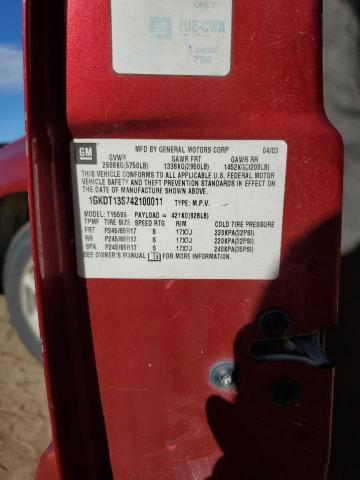 IUE-CWA
Local
798
GM
MFD BY GENERAL MOTORS CORP 04/03
GVWR GAWR FRT GAWR RR
2608KG(5750LB) 1338KG(2950LB) 1452KG(3200LB)
THIS VEHICLE CONFORMS TO ALL APPLICABLE U.S. FEDERAL MOTOR
VEHICLE SAFETY AND THEFT PREVENTION STANDARDS IN EFFECT ON
THE DATE OF MANUFACTURE SHOWN ABOVE.
1GKDT13S742100011 TYPE: M.P.V.
MODEL: T15506 PAYLOAD = 421KG(928LB)
TPMF TIRE SIZE SPEED RTG RIM COLD TIRE PRESSURE
FRT P245/65R17 S 17X7J 220KPA(32PSI)
RR P245/65R17 S 17X7J 220KPA(32PSI)
SPA P245/65R17 S 17X7J 240KPA(35PSI)
SEE OWNER'S MANUAL FOR MORE INFORMATION.